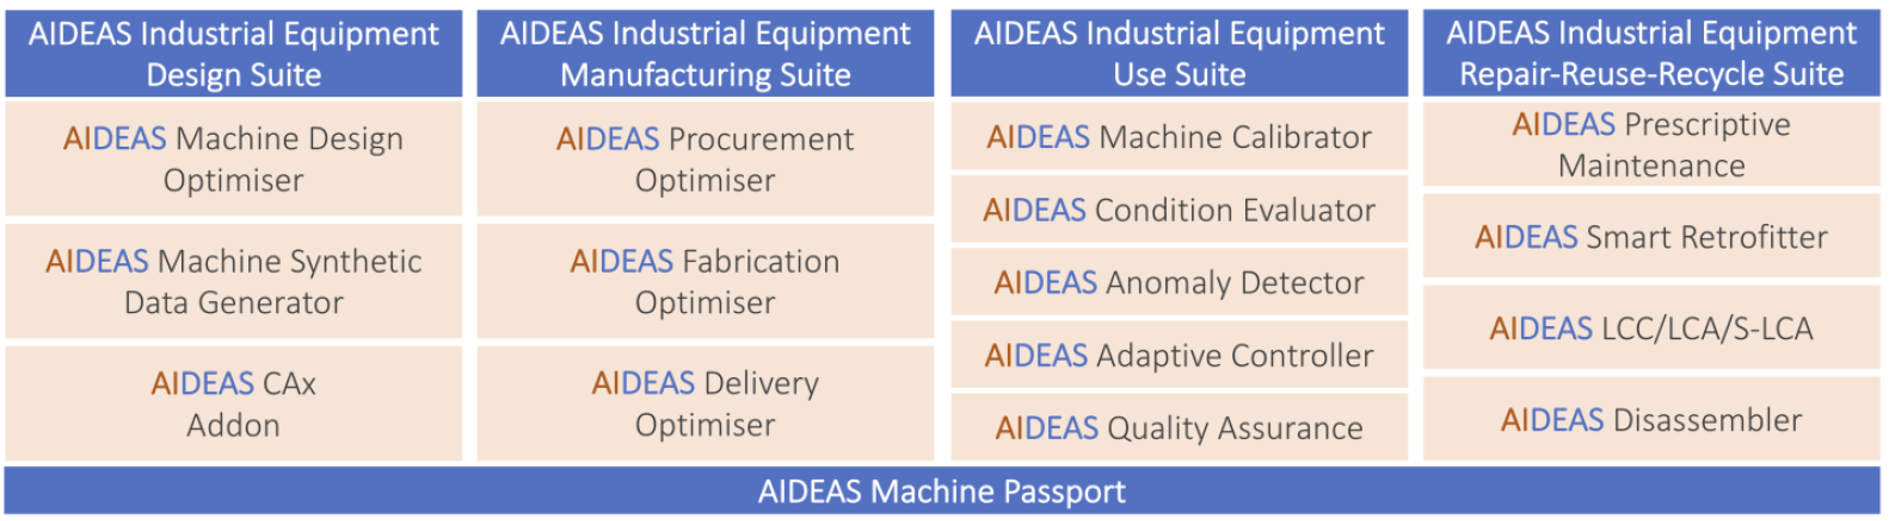 AIDEAS Industrial Equipment
Design Suite
AIDEAS Machine Design
Optimiser
AIDEAS Machine Synthetic
Data Generator
AIDEAS CAx
Addon
AIDEAS Industrial Equipment
Manufacturing Suite
AIDEAS Procurement
Optimiser
AIDEAS Fabrication
Optimiser
AIDEAS Delivery
Optimiser
AIDEAS Industrial Equipment
Use Suite
AIDEAS Machine Calibrator
AIDEAS Condition Evaluator
AIDEAS Anomaly Detector
AIDEAS Adaptive Controller
AIDEAS Quality Assurance
AIDEAS Industrial Equipment
Repair-Reuse-Recycle Suite
AIDEAS Prescriptive
Maintenance
AIDEAS Smart Retrofitter
AIDEAS LCC/LCA/S-LCA
AIDEAS Disassembler
AIDEAS Machine Passport